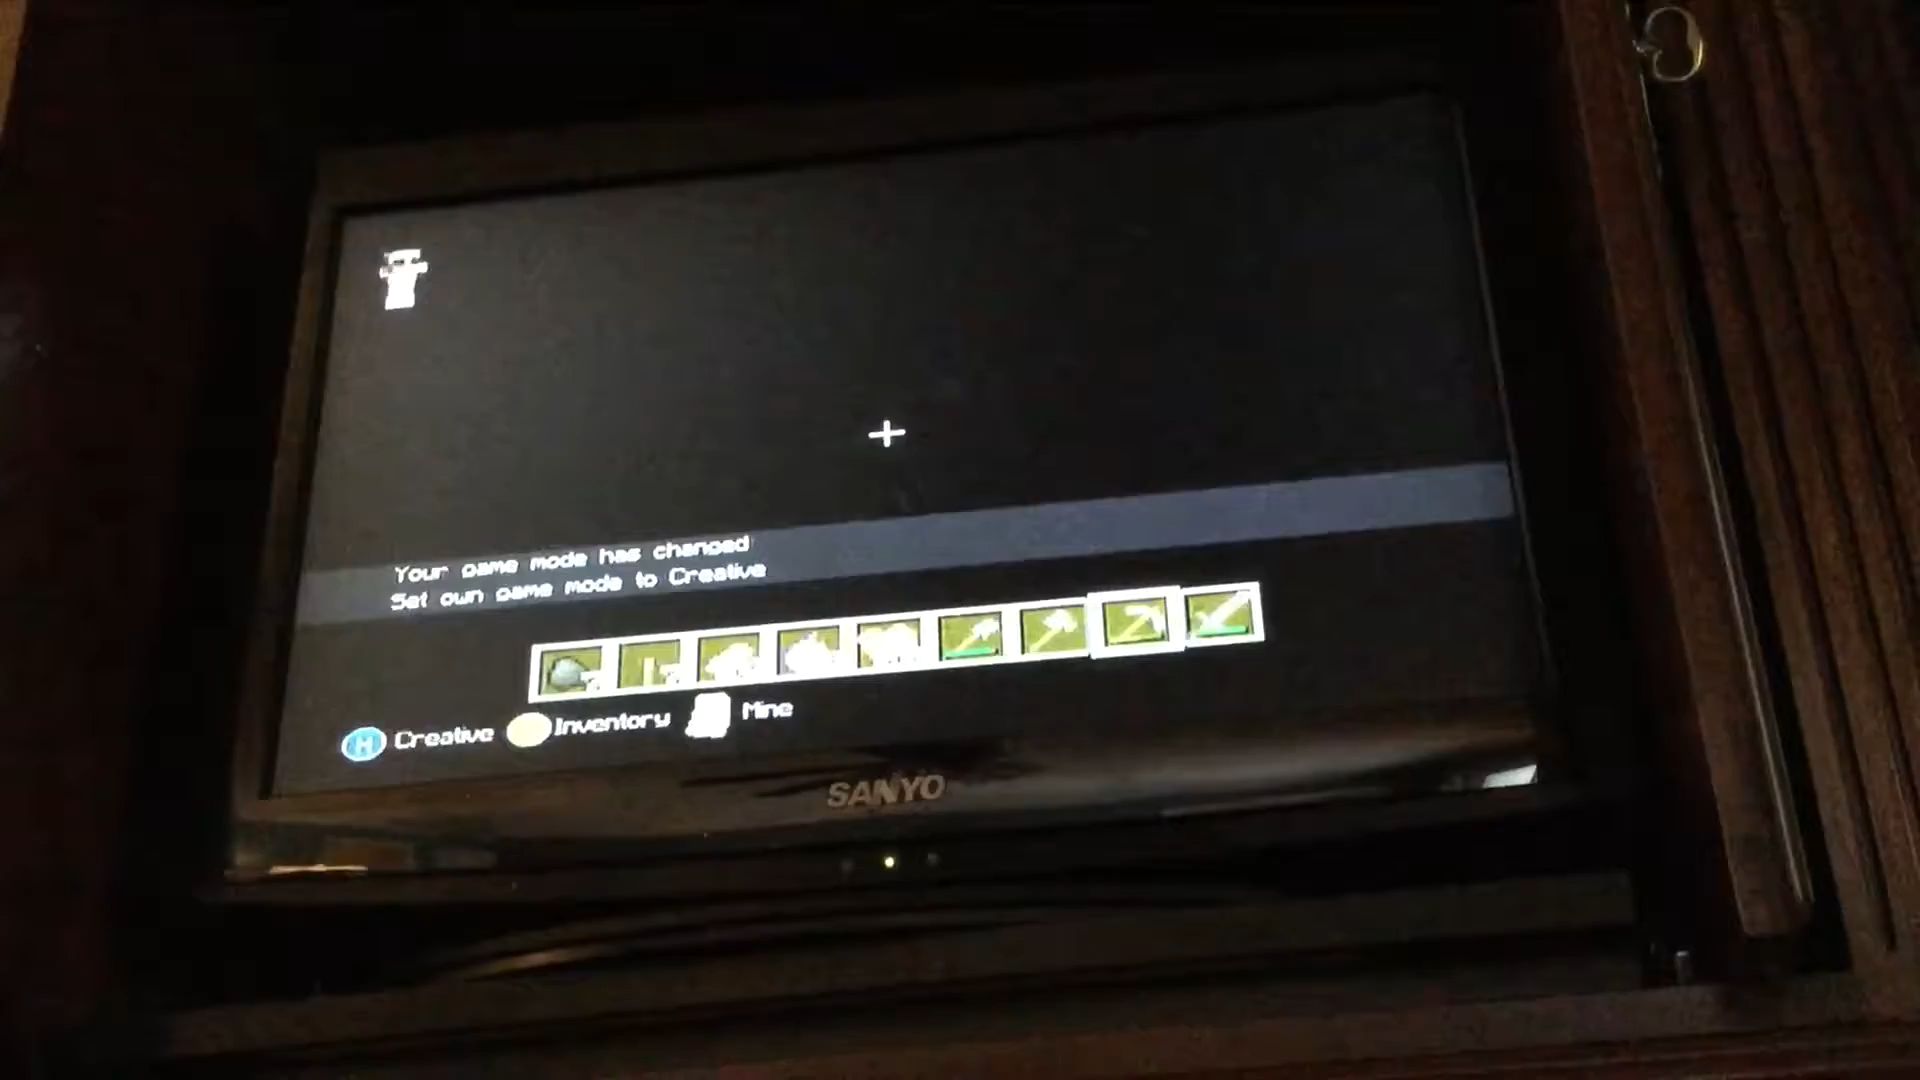 Your game mode has changed
Set own game mode to Creative
Creative Inventory Mine
SANYO